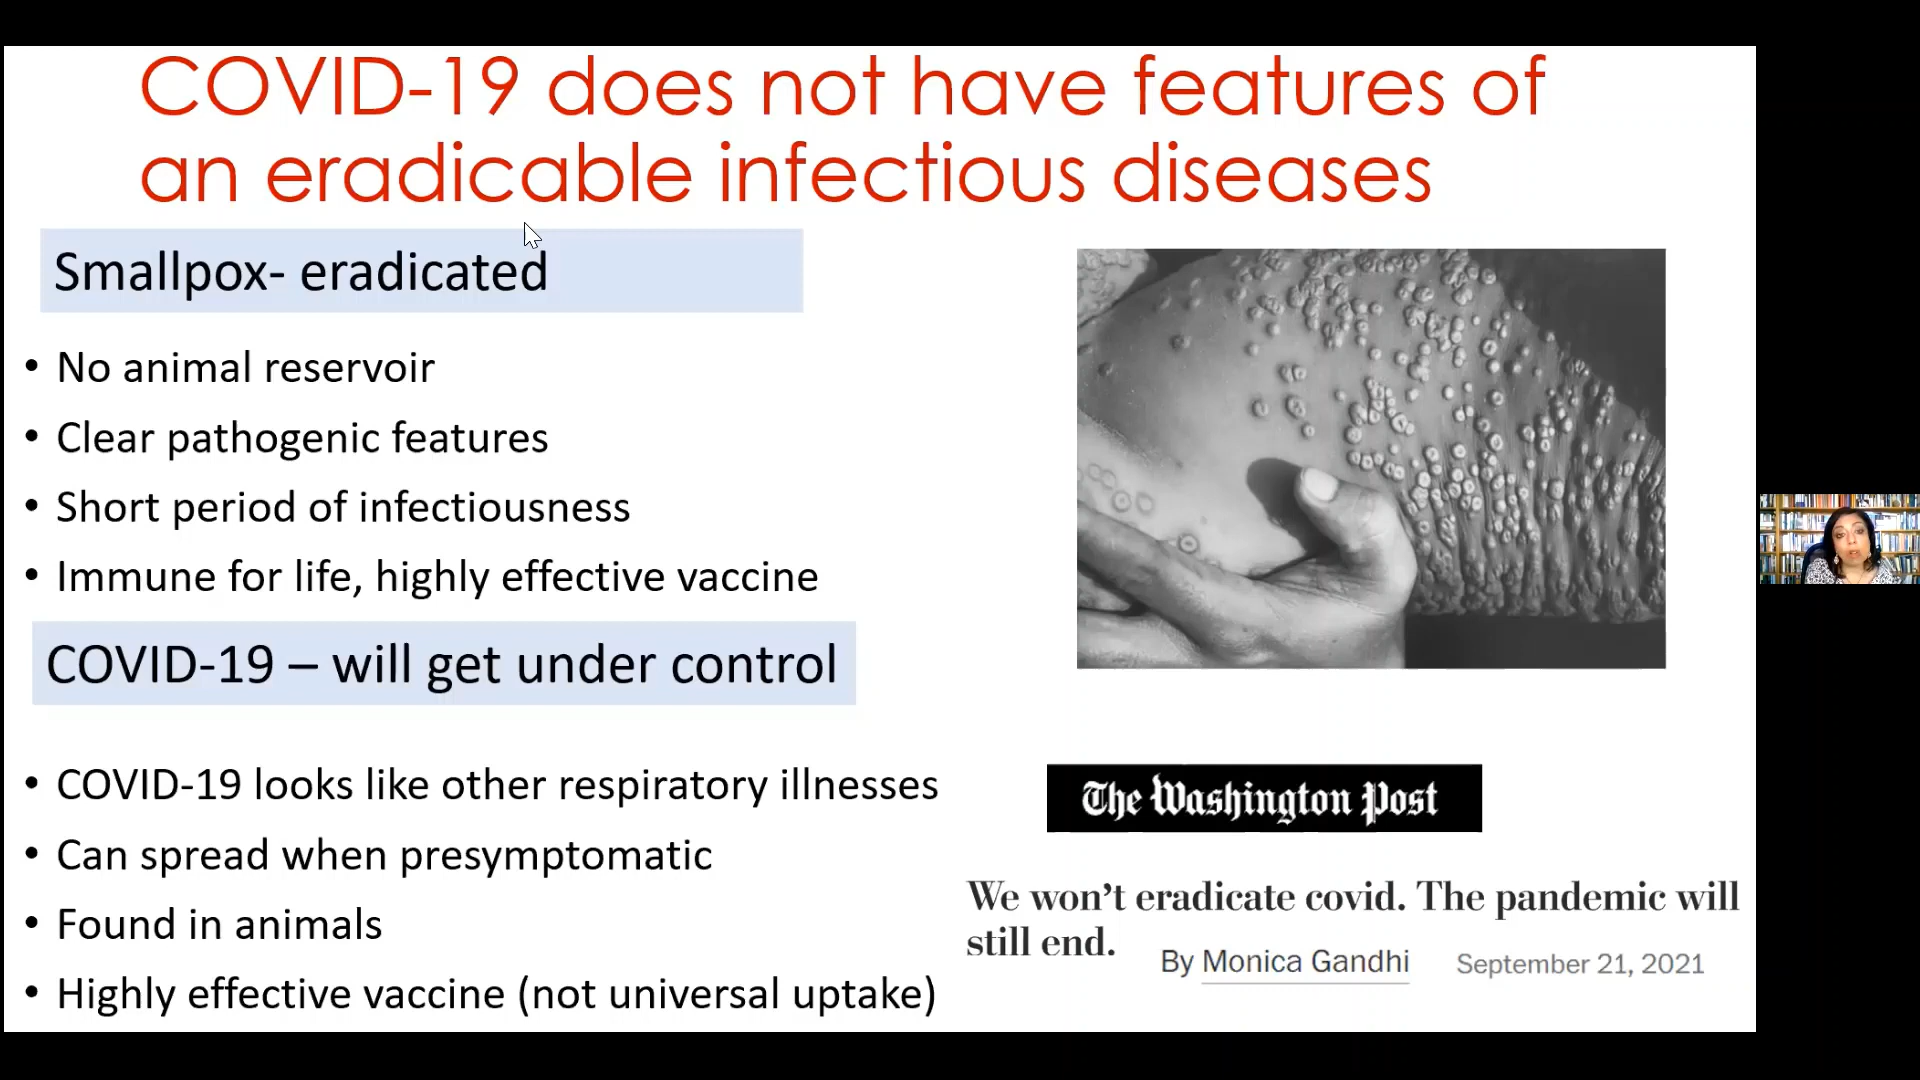 COVID-19 does not have features of
an eradicable infectious diseases
Smallpox- eradicated
• No animal reservoir
• Clear pathogenic features
• Short period of infectiousness
• Immune for life, highly effective vaccine
COVID-19 – will get under control
• COVID-19 looks like other respiratory illnesses
• Can spread when presymptomatic
• Found in animals
• Highly effective vaccine (not universal uptake)
The Washington Post
We won't eradicate covid. The pandemic will
still end.
By Monica Gandhi September 21, 2021